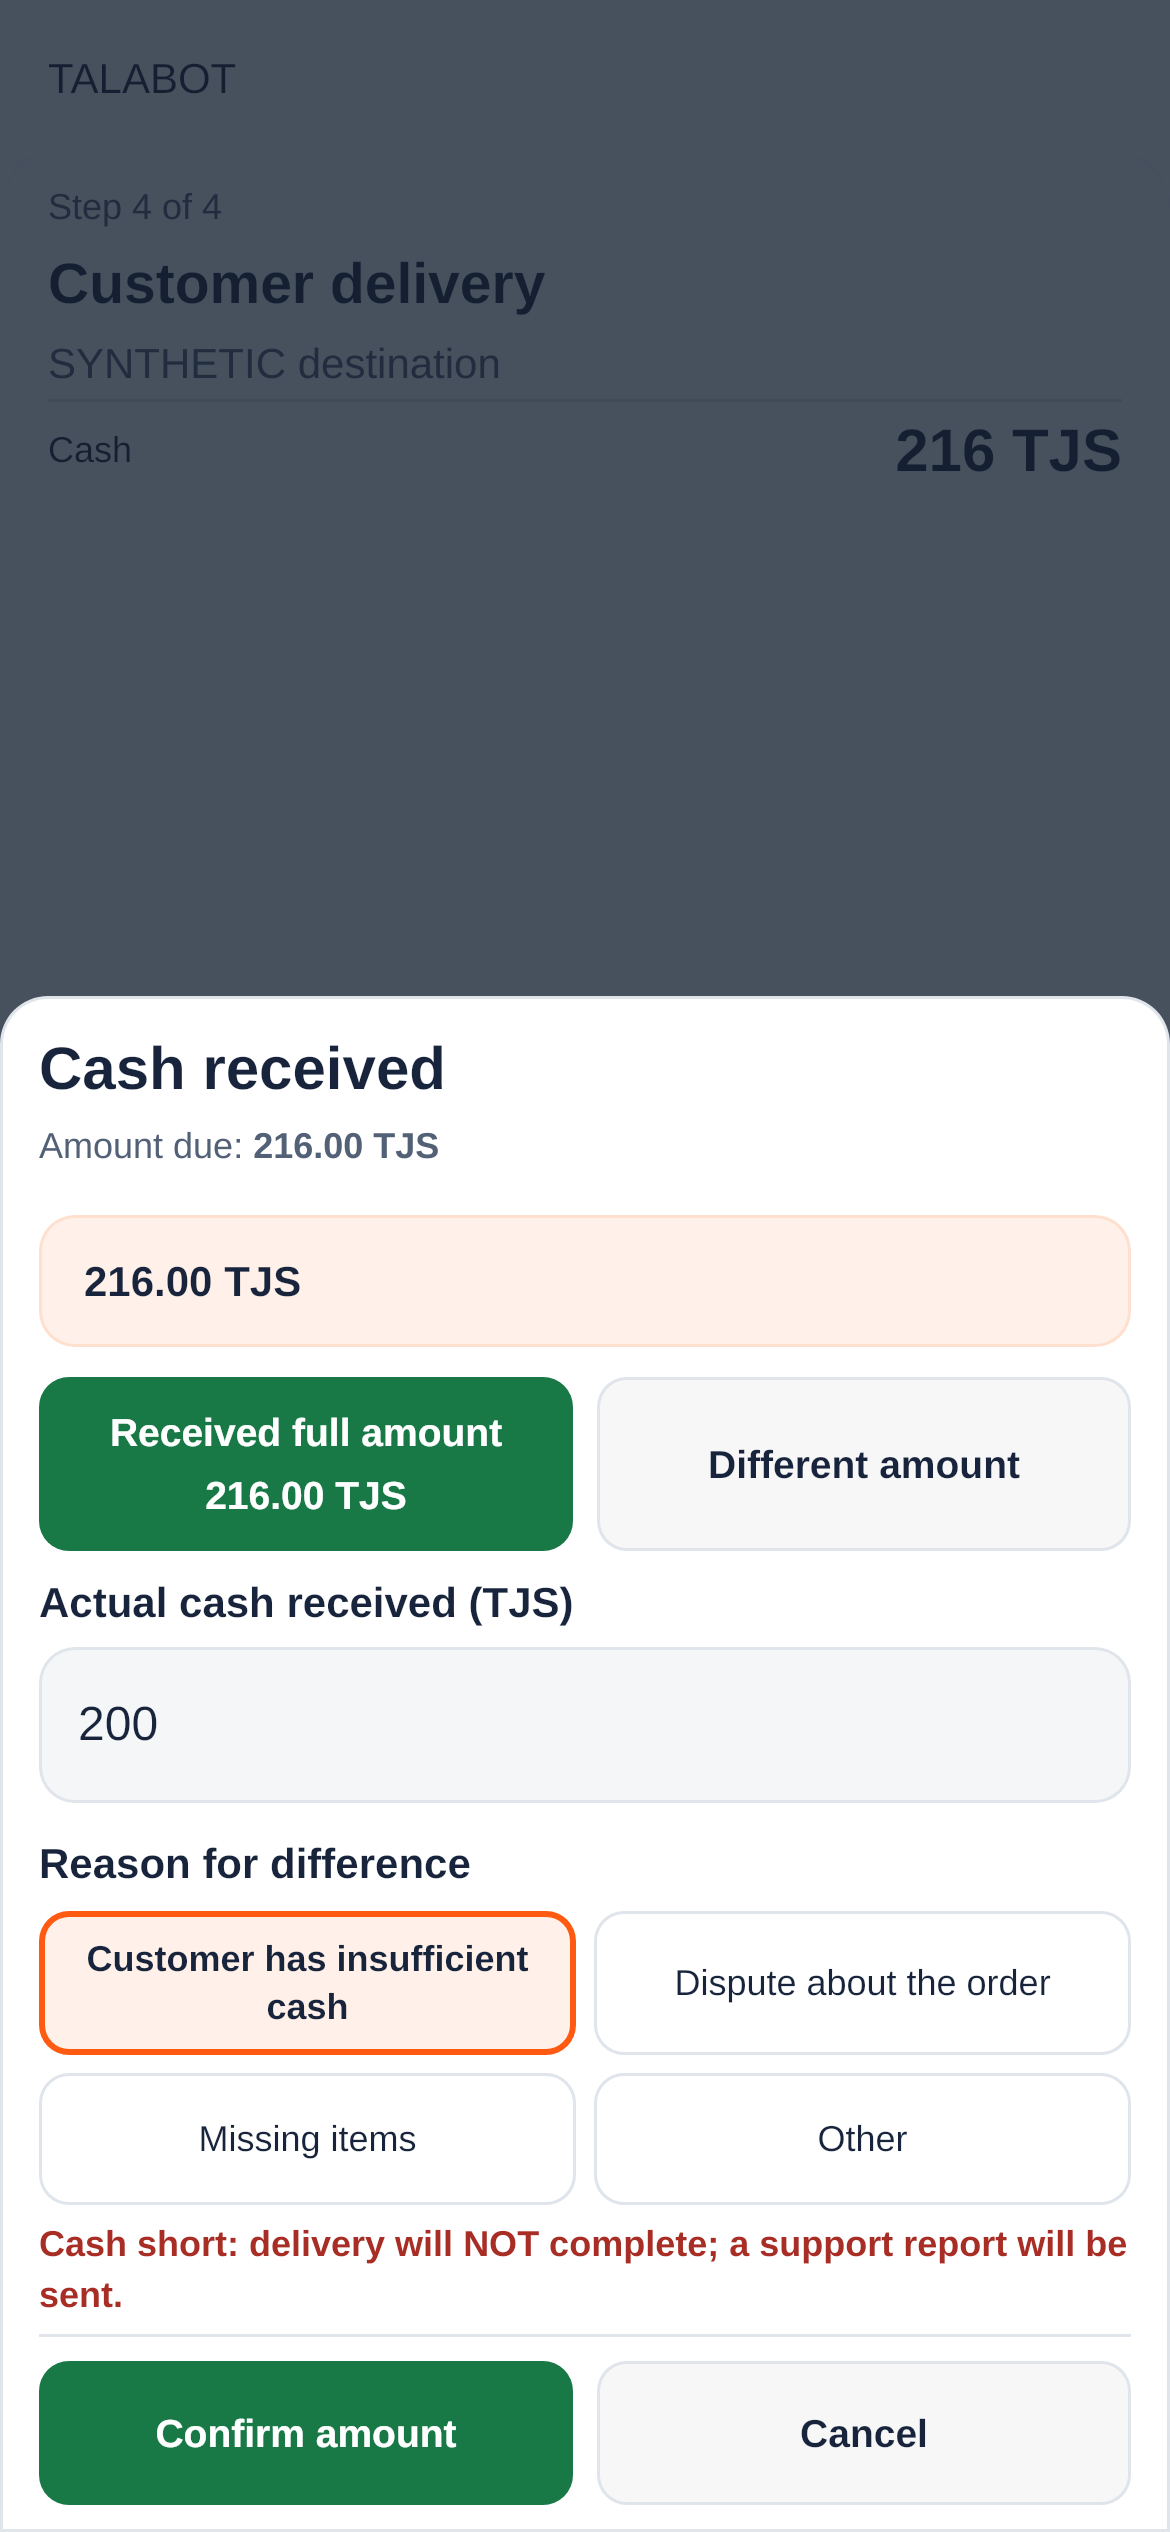 TALABOT
Step 4 of 4
Customer delivery
SYNTHETIC destination
Cash
216 TJS
Cash received
Amount due: 216.00 TJS
216.00 TJS
Received full amount
216.00 TJS
Different amount
Actual cash received (TJS)
200
Reason for difference
Customer has insufficient
cash
Dispute about the order
Missing items
Other
Cash short: delivery will NOT complete; a support report will be
sent.
Confirm amount
Cancel